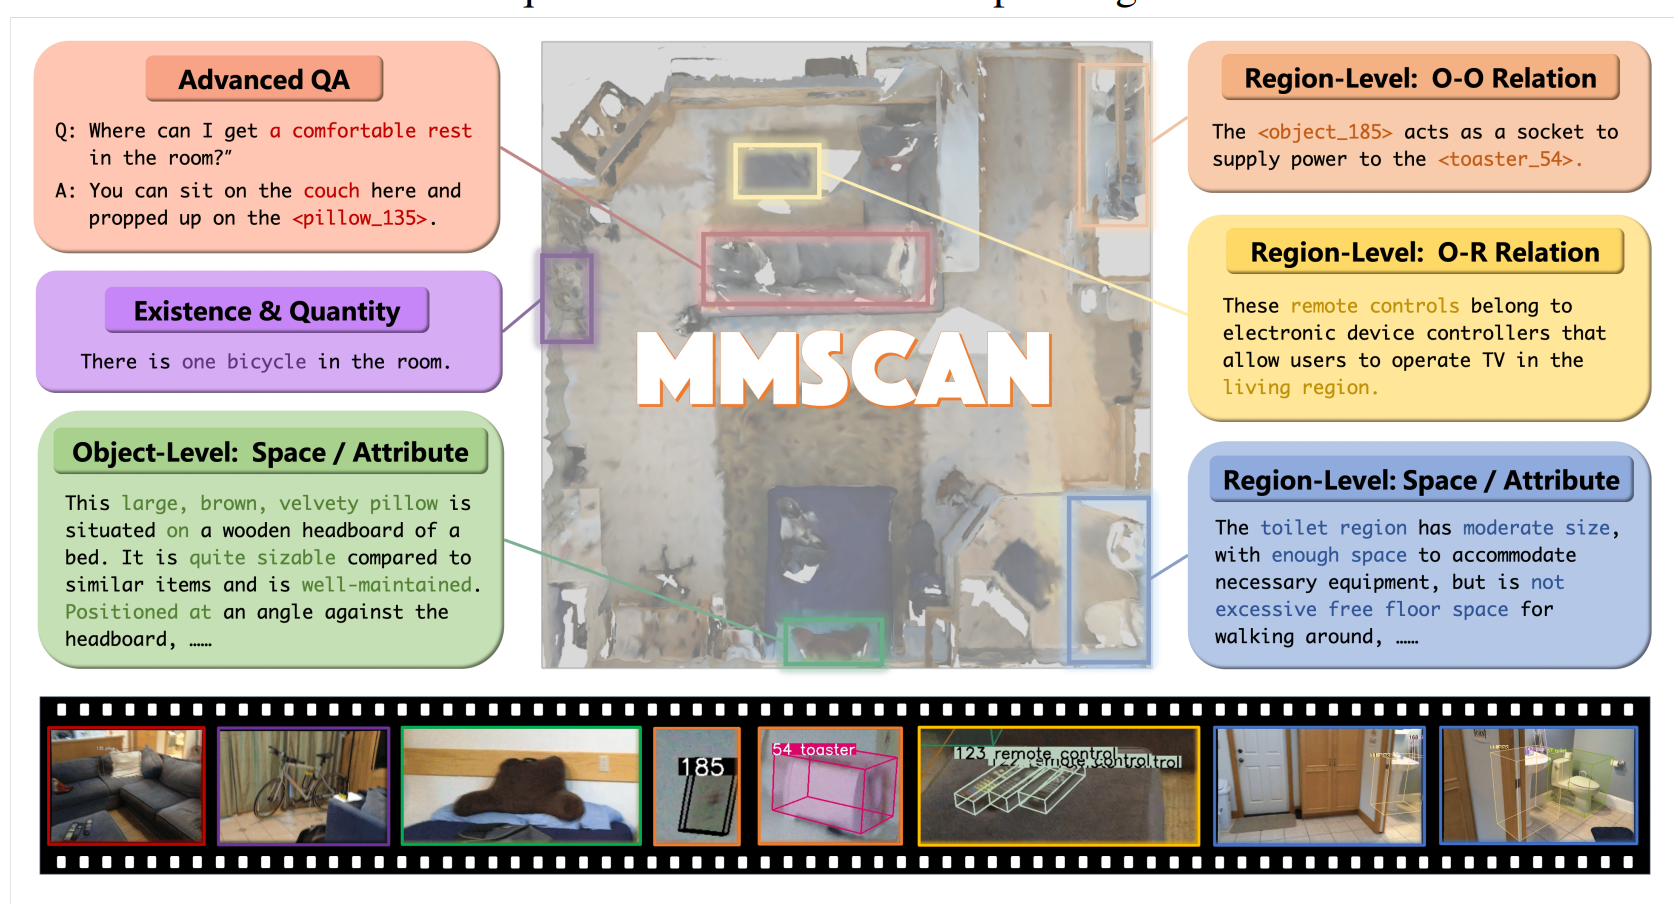 Advanced QA
Q: Where can I get a comfortable rest
in the room?"
A: You can sit on the couch here and
propped up on the <pillow_135>.
Existence & Quantity
There is one bicycle in the room.
Object-Level: Space / Attribute
This large, brown, velvety pillow is
situated on a wooden headboard of a
bed. It is quite sizable compared to
similar items and is well-maintained.
Positioned at an angle against the
headboard, ……
MMSCAN
Region-Level: O-O Relation
The <object_185> acts as a socket to
supply power to the <toaster_54>.
Region-Level: O-R Relation
These remote controls belong to
electronic device controllers that
allow users to operate TV in the
living region.
Region-Level: Space / Attribute
The toilet region has moderate size,
with enough space to accommodate
necessary equipment, but is not
excessive free floor space for
walking around, ……
185
54 toaster
123 remote control